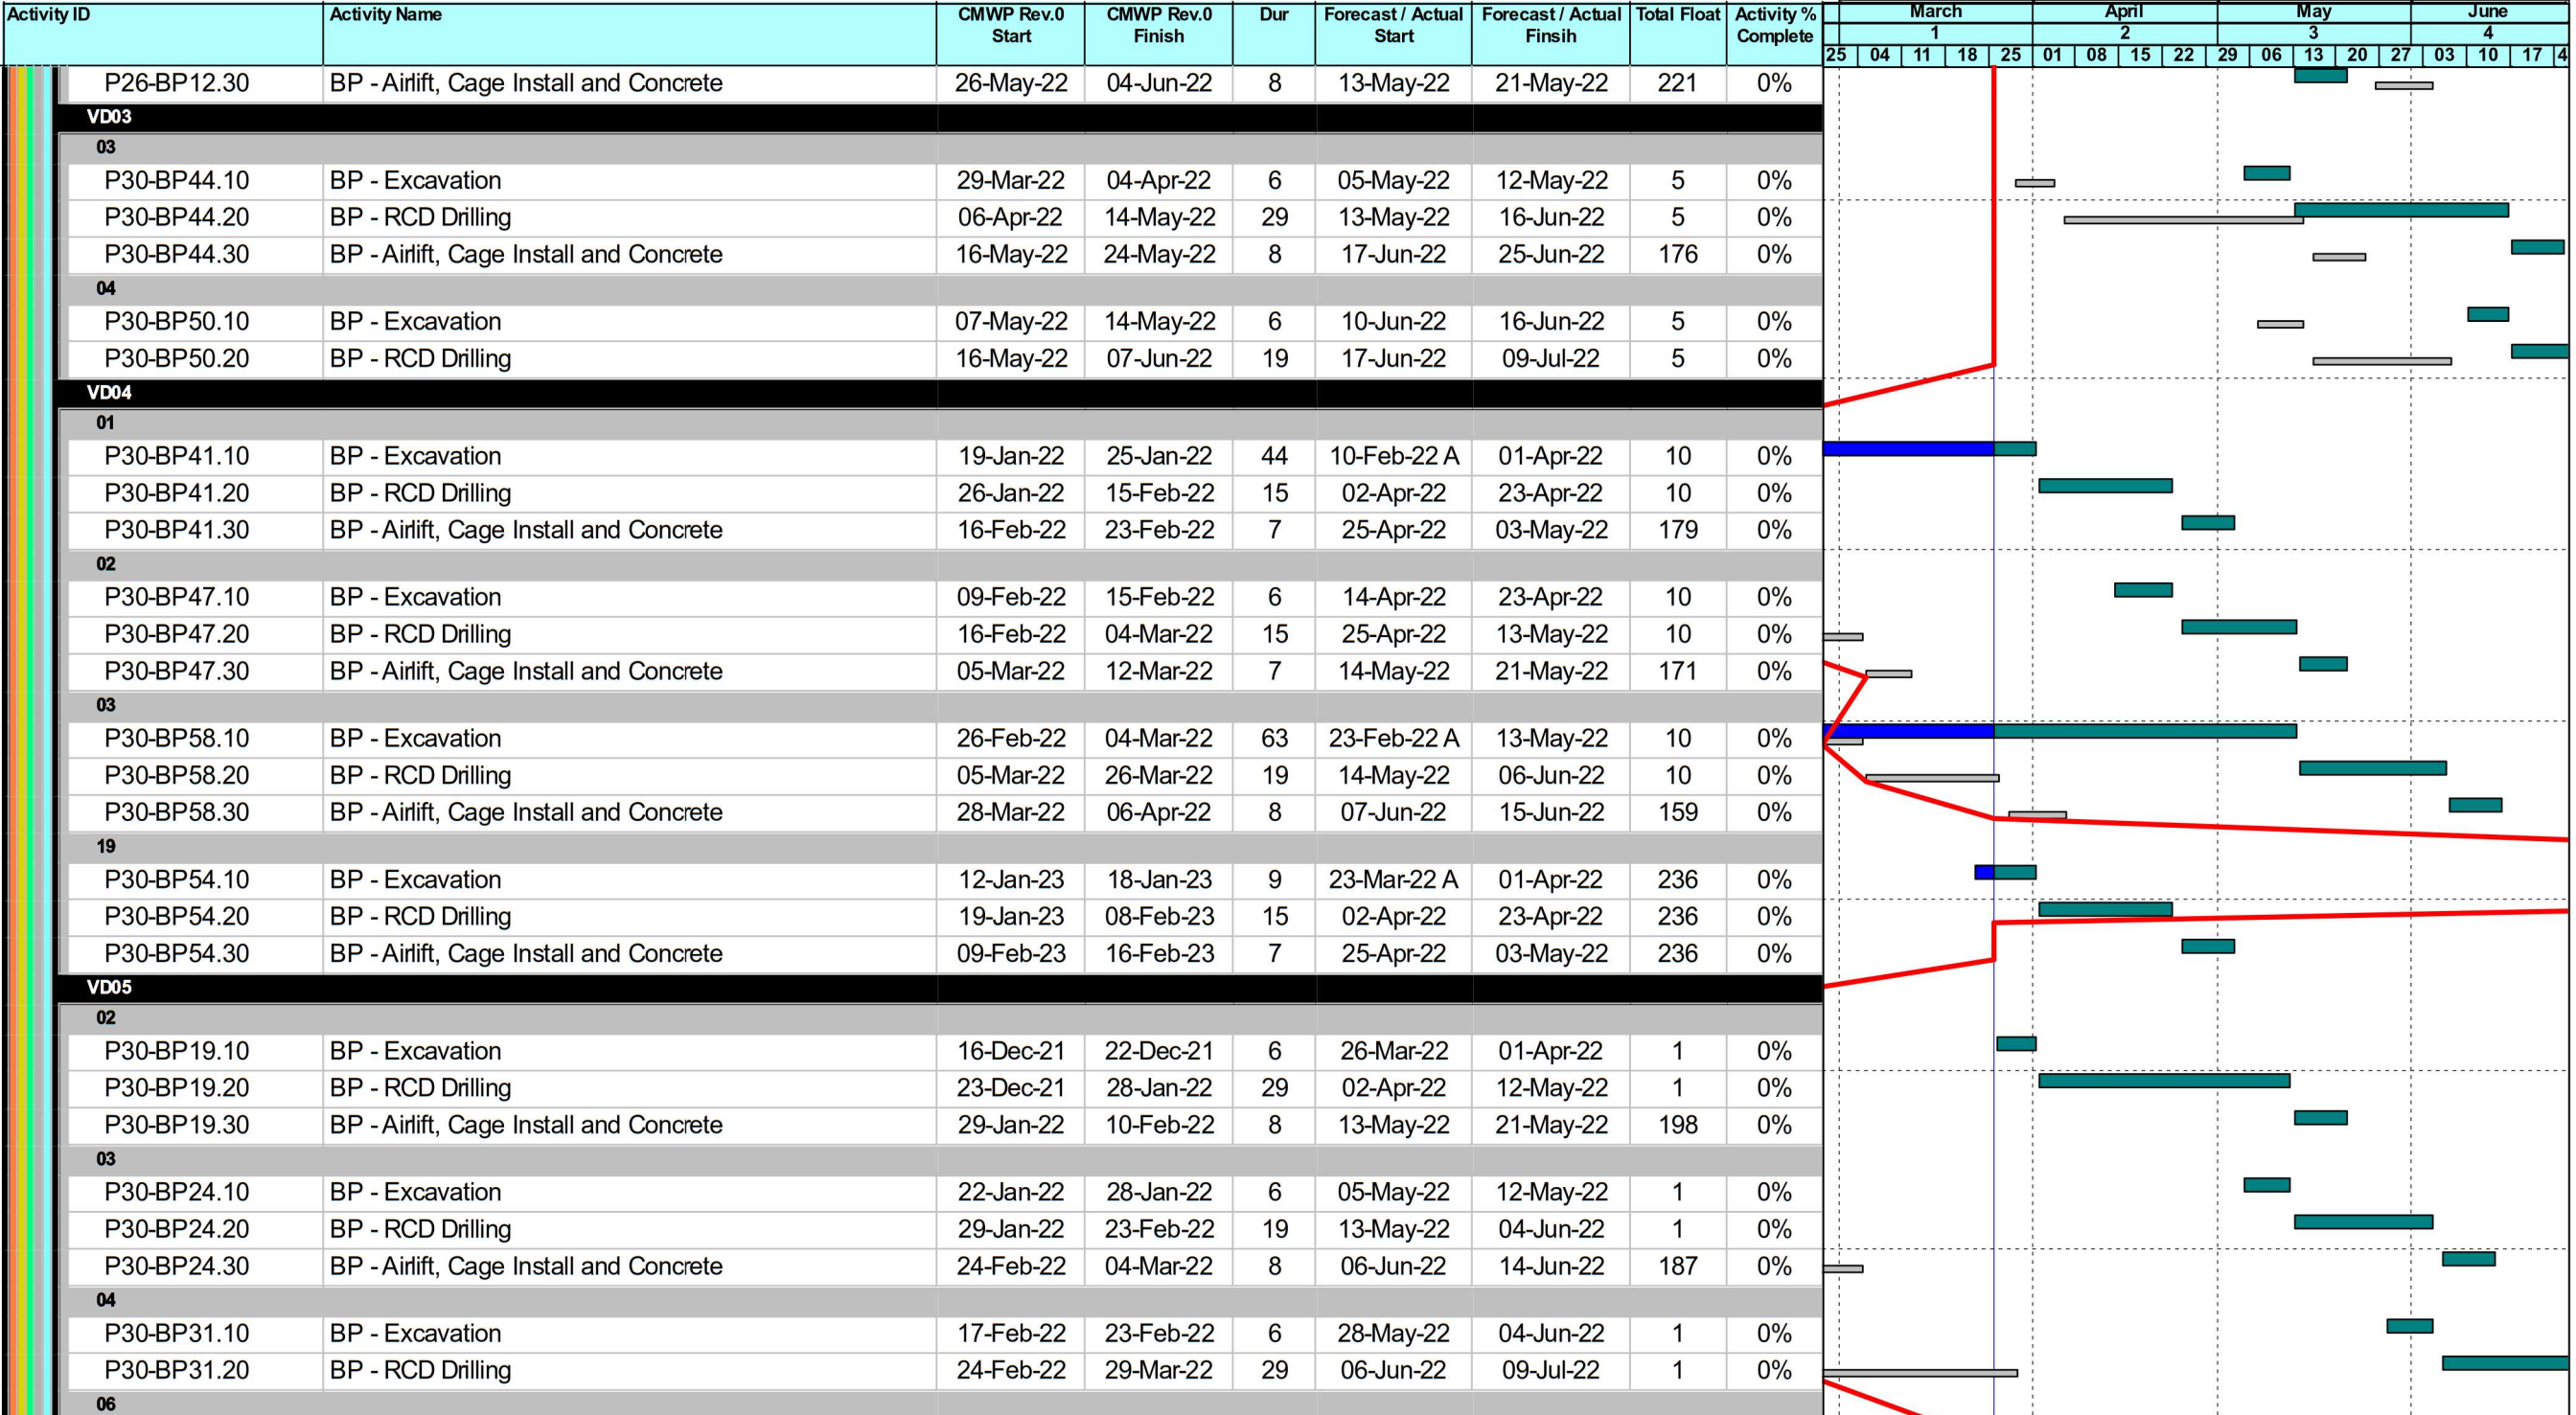 Activity ID Activity Name CMWP Rev.0 Start CMWP Rev.0 Finish Dur Forecast / Actual Start Forecast / Actual Finsih Total Float Activity % Complete
March April May June
1 2 3 4
25 04 11 18 25 01 08 15 22 29 06 13 20 27 03 10 17 4
P26-BP12.30 BP - Airlift, Cage Install and Concrete 26-May-22 04-Jun-22 8 13-May-22 21-May-22 221 0%
VD03
03
P30-BP44.10 BP - Excavation 29-Mar-22 04-Apr-22 6 05-May-22 12-May-22 5 0%
P30-BP44.20 BP - RCD Drilling 06-Apr-22 14-May-22 29 13-May-22 16-Jun-22 5 0%
P30-BP44.30 BP - Airlift, Cage Install and Concrete 16-May-22 24-May-22 8 17-Jun-22 25-Jun-22 176 0%
04
P30-BP50.10 BP - Excavation 07-May-22 14-May-22 6 10-Jun-22 16-Jun-22 5 0%
P30-BP50.20 BP - RCD Drilling 16-May-22 07-Jun-22 19 17-Jun-22 09-Jul-22 5 0%
VD04
01
P30-BP41.10 BP - Excavation 19-Jan-22 25-Jan-22 44 10-Feb-22 A 01-Apr-22 10 0%
P30-BP41.20 BP - RCD Drilling 26-Jan-22 15-Feb-22 15 02-Apr-22 23-Apr-22 10 0%
P30-BP41.30 BP - Airlift, Cage Install and Concrete 16-Feb-22 23-Feb-22 7 25-Apr-22 03-May-22 179 0%
02
P30-BP47.10 BP - Excavation 09-Feb-22 15-Feb-22 6 14-Apr-22 23-Apr-22 10 0%
P30-BP47.20 BP - RCD Drilling 16-Feb-22 04-Mar-22 15 25-Apr-22 13-May-22 10 0%
P30-BP47.30 BP - Airlift, Cage Install and Concrete 05-Mar-22 12-Mar-22 7 14-May-22 21-May-22 171 0%
03
P30-BP58.10 BP - Excavation 26-Feb-22 04-Mar-22 63 23-Feb-22 A 13-May-22 10 0%
P30-BP58.20 BP - RCD Drilling 05-Mar-22 26-Mar-22 19 14-May-22 06-Jun-22 10 0%
P30-BP58.30 BP - Airlift, Cage Install and Concrete 28-Mar-22 06-Apr-22 8 07-Jun-22 15-Jun-22 159 0%
19
P30-BP54.10 BP - Excavation 12-Jan-23 18-Jan-23 9 23-Mar-22 A 01-Apr-22 236 0%
P30-BP54.20 BP - RCD Drilling 19-Jan-23 08-Feb-23 15 02-Apr-22 23-Apr-22 236 0%
P30-BP54.30 BP - Airlift, Cage Install and Concrete 09-Feb-23 16-Feb-23 7 25-Apr-22 03-May-22 236 0%
VD05
02
P30-BP19.10 BP - Excavation 16-Dec-21 22-Dec-21 6 26-Mar-22 01-Apr-22 1 0%
P30-BP19.20 BP - RCD Drilling 23-Dec-21 28-Jan-22 29 02-Apr-22 12-May-22 1 0%
P30-BP19.30 BP - Airlift, Cage Install and Concrete 29-Jan-22 10-Feb-22 8 13-May-22 21-May-22 198 0%
03
P30-BP24.10 BP - Excavation 22-Jan-22 28-Jan-22 6 05-May-22 12-May-22 1 0%
P30-BP24.20 BP - RCD Drilling 29-Jan-22 23-Feb-22 19 13-May-22 04-Jun-22 1 0%
P30-BP24.30 BP - Airlift, Cage Install and Concrete 24-Feb-22 04-Mar-22 8 06-Jun-22 14-Jun-22 187 0%
04
P30-BP31.10 BP - Excavation 17-Feb-22 23-Feb-22 6 28-May-22 04-Jun-22 1 0%
P30-BP31.20 BP - RCD Drilling 24-Feb-22 29-Mar-22 29 06-Jun-22 09-Jul-22 1 0%
06